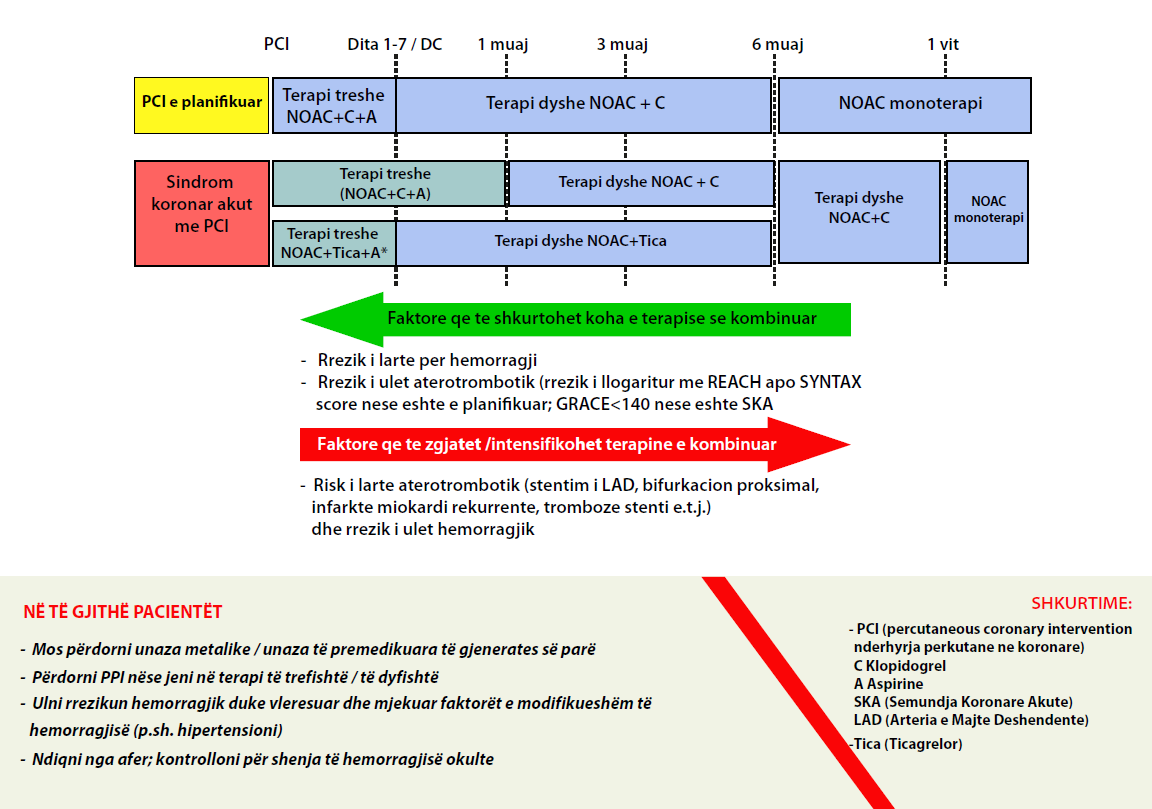 PCI Dita 1-7 / DC 1 muaj 3 muaj 6 muaj 1 vit
PCI e planifikuar
Terapi treshe
NOAC+C+A
Terapi dyshe NOAC + C
NOAC monoterapi
Sindrom
koronar akut
me PCI
Terapi treshe
(NOAC+C+A)
Terapi dyshe NOAC + C
Terapi treshe
NOAC+Tica+A*
Terapi dyshe NOAC+Tica
Terapi dyshe
NOAC+C
NOAC
monoterapi
Faktore qe te shkurtohet koha e terapise se kombinuar
- Rrezik i larte per hemorragji
- Rrezik i ulet aterotrombotik (rrezik i llogaritur me REACH apo SYNTAX
score nese eshte e planifikuar; GRACE<140 nese eshte SKA
Faktore qe te zgjatet /intensifikohet terapine e kombinuar
- Risk i larte aterotrombotik (stentim i LAD, bifurkacion proksimal,
infarkte miokardi rekurrente, tromboze stenti e.t.j.)
dhe rrezik i ulet hemorragjik
NË TË GJITHË PACIENTËT
- Mos përdorni unaza metalike / unaza të premedikuara të gjenerates së parë
- Përdorni PPI nëse jeni në terapi të trefishtë / të dyfishtë
- Ulni rrezikun hemorragjik duke vleresuar dhe mjekuar faktorët e modifikueshëm të
hemorragjisë (p.sh. hipertensioni)
- Ndiqni nga afer; kontrolloni për shenja të hemorragjisë okulte
SHKURTIME:
- PCI (percutaneous coronary intervention
nderhyrja perkutane ne koronare)
C Klopidogrel
A Aspirine
SKA (Semundja Koronare Akute)
LAD (Arteria e Majte Deshendente)
-Tica (Ticagrelor)